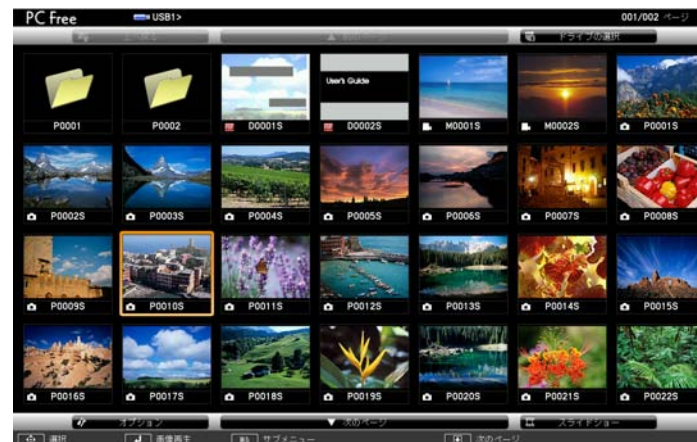 PC Free USB1> 001/002 ページ
上へ戻る ▲ 前のページ ドライブの選択
P0001 P0002 User's Guide
D0001S D0002S M0001S M0002S P0001S
P0002S P0003S P0004S P0005S P0006S P0007S P0008S
P0009S P0010S P0011S P0012S P0013S P0014S P0015S
P0016S P0017S P0018S P0019S P0020S P0021S P0022S
オプション ▼ 次のページ スライドショー
選択 画像再生 サブメニュー 次のページ